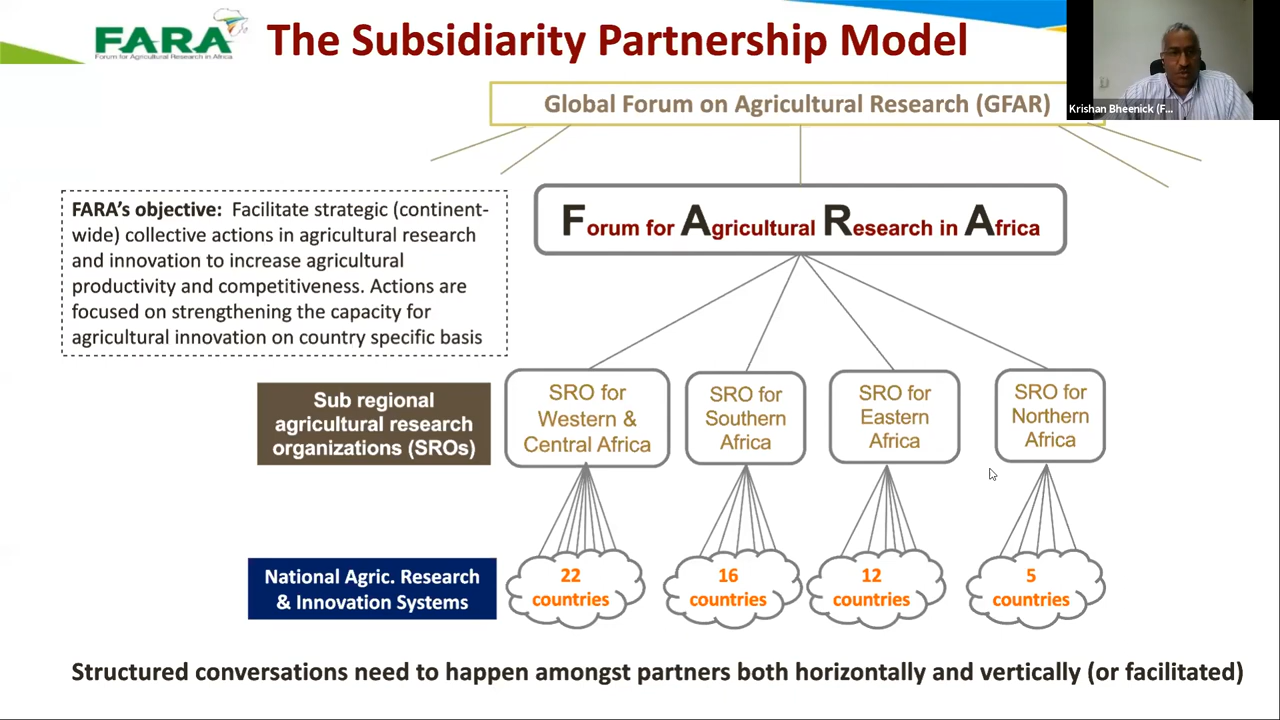 FARA
Forum for Agricultural Research in Africa
The Subsidiarity Partnership Model
Krishan Bheenick (F...
Global Forum on Agricultural Research (GFAR)
FARA's objective: Facilitate strategic (continent-
wide) collective actions in agricultural research
and innovation to increase agricultural
productivity and competitiveness. Actions are
focused on strengthening the capacity for
agricultural innovation on country specific basis
Forum for Agricultural Research in Africa
Sub regional
agricultural research
organizations (SROs)
SRO for
Western &
Central Africa
SRO for
Southern
Africa
SRO for
Eastern
Africa
SRO for
Northern
Africa
National Agric. Research
& Innovation Systems
22
countries
16
countries
12
countries
5
countries
Structured conversations need to happen amongst partners both horizontally and vertically (or facilitated)